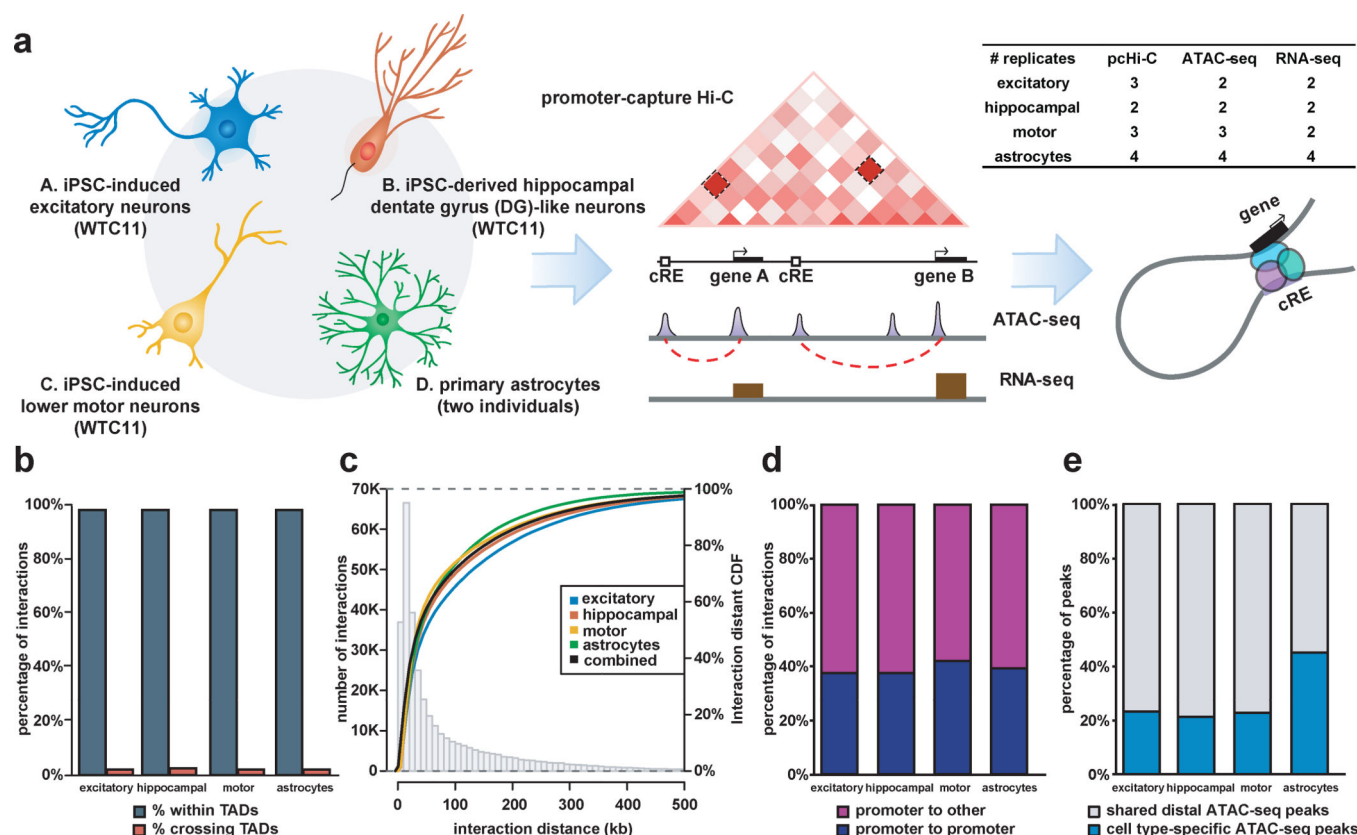 a
A. iPSC-induced
excitatory neurons
(WTC11)
B. iPSC-derived hippocampal
dentate gyrus (DG)-like neurons
(WTC11)
C. iPSC-induced
lower motor neurons
(WTC11)
D. primary astrocytes
(two individuals)
promoter-capture Hi-C
cRE gene A cRE gene B
ATAC-seq
RNA-seq
# replicates pcHi-C ATAC-seq RNA-seq
excitatory 3 2 2
hippocampal 2 2 2
motor 3 3 2
astrocytes 4 4 4
gene
cRE
b
percentage of interactions
100%
80%
60%
40%
20%
0%
excitatory hippocampal motor astrocytes
% within TADs
% crossing TADs
c
number of interactions
70K
60K
50K
40K
30K
20K
10K
0
Interaction distant CDF
100%
80%
60%
40%
20%
0%
excitatory
hippocampal
motor
astrocytes
combined
0 100 200 300 400 500
interaction distance (kb)
d
percentage of interactions
100%
80%
60%
40%
20%
0%
excitatory hippocampal motor astrocytes
promoter to other
promoter to promoter
e
percentage of peaks
100%
80%
60%
40%
20%
0%
excitatory hippocampal motor astrocytes
shared distal ATAC-seq peaks
cell type-specific ATAC-seq peaks